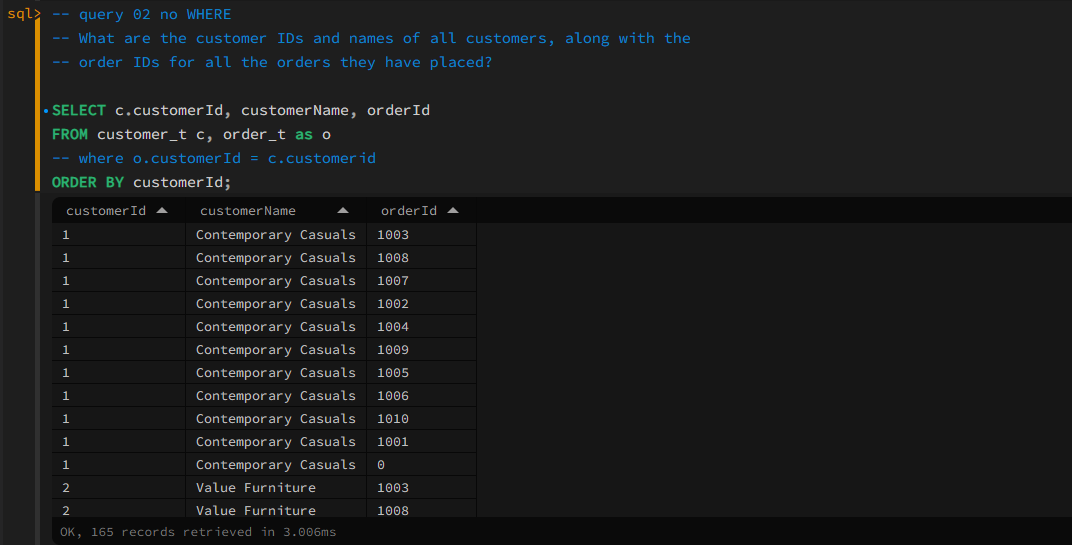 sql> -- query 02 no WHERE
-- What are the customer IDs and names of all customers, along with the
-- order IDs for all the orders they have placed?
SELECT c.customerId, customerName, orderId
FROM customer_t c, order_t as o
-- where o.customerId = c.customerid
ORDER BY customerId;
customerId customerName orderId
1 Contemporary Casuals 1003
1 Contemporary Casuals 1008
1 Contemporary Casuals 1007
1 Contemporary Casuals 1002
1 Contemporary Casuals 1004
1 Contemporary Casuals 1009
1 Contemporary Casuals 1005
1 Contemporary Casuals 1006
1 Contemporary Casuals 1010
1 Contemporary Casuals 1001
1 Contemporary Casuals 0
2 Value Furniture 1003
2 Value Furniture 1008
OK, 165 records retrieved in 3.006ms